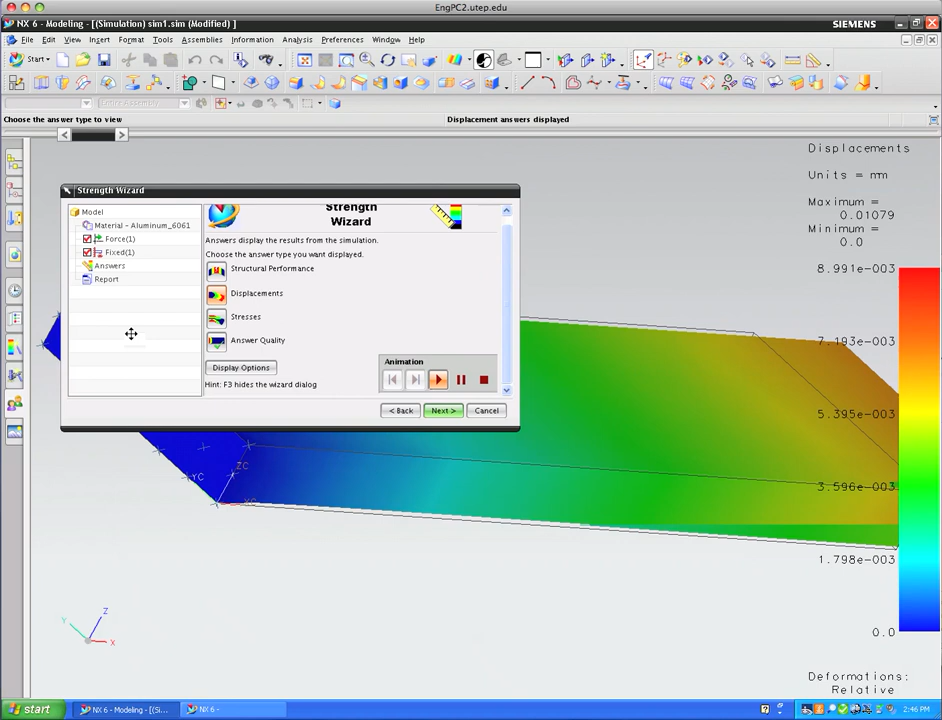 EngPC2.utep.edu
NX 6 - Modeling - [(Simulation) sim1.sim (Modified) ]
SIEMENS
File Edit View Insert Format Tools Assemblies Information Analysis Preferences Window Help
Start
Entire Assembly
Choose the answer type to view
Displacement answers displayed
Displacements
Units = mm
Maximum =
0.01079
Minimum =
0.0
8.991e-003
7.193e-003
5.395e-003
3.596e-003
1.798e-003
0.0
Deformations:
Relative
Strength Wizard
Model
Material - Aluminum_6061
Force(1)
Fixed(1)
Answers
Report
Strength
Wizard
Answers display the results from the simulation.
Choose the answer type you want displayed.
Structural Performance
Displacements
Stresses
Answer Quality
Display Options
Hint: F3 hides the wizard dialog
Animation
< Back
Next >
Cancel
ZC
YC
XC
Z
Y
X
start
NX 6 - Modeling - [(Si...
NX 6 -
2:46 PM